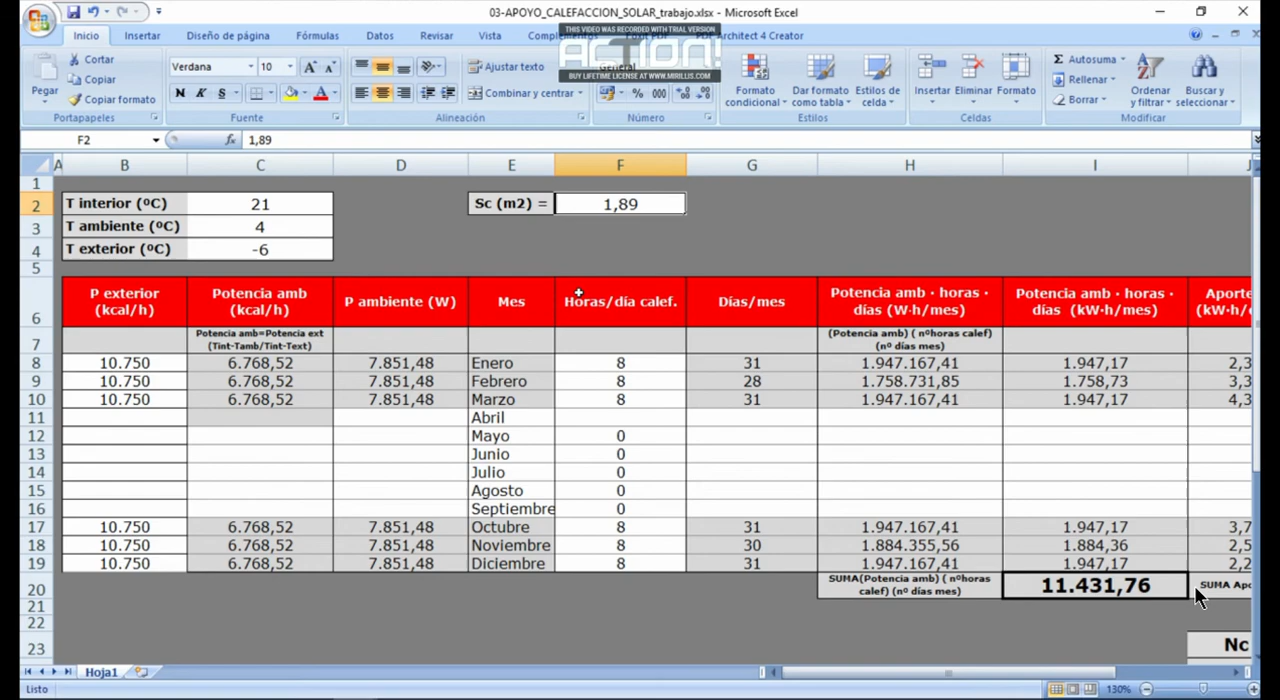 03-APOYO_CALEFACCION_SOLAR_trabajo.xlsx - Microsoft Excel
Inicio Insertar Diseño de página Fórmulas Datos Revisar Vista Architect 4 Creator
THIS VIDEO WAS RECORDED WITH TRIAL VERSION
ACTION!
BUY LIFETIME LICENSE AT WWW.MIRILLIS.COM
Pegar
Cortar
Copiar
Copiar formato
Portapapeles
Verdana 10
N K S
Fuente
Ajustar texto
Combinar y centrar
Alineación
General
% 000
Número
Formato condicional
Dar formato como tabla
Estilos de celda
Estilos
Insertar Eliminar Formato
Celdas
Autosuma
Rellenar
Borrar
Ordenar y filtrar
Buscar y seleccionar
Modificar
F2 fx 1,89
A B C D E F G H I J
1
2 T interior (ºC) 21 Sc (m2) = 1,89
3 T ambiente (ºC) 4
4 T exterior (ºC) -6
5
6 P exterior (kcal/h) Potencia amb (kcal/h) P ambiente (W) Mes Horas/día calef. Días/mes Potencia amb · horas · días (W·h/mes) Potencia amb · horas · días (kW·h/mes) Aporte (kW·h/
7 Potencia amb=Potencia ext (Tint-Tamb/Tint-Text) (Potencia amb) ( nºhoras calef) (nº días mes)
8 10.750 6.768,52 7.851,48 Enero 8 31 1.947.167,41 1.947,17 2,3
9 10.750 6.768,52 7.851,48 Febrero 8 28 1.758.731,85 1.758,73 3,3
10 10.750 6.768,52 7.851,48 Marzo 8 31 1.947.167,41 1.947,17 4,3
11 Abril
12 Mayo 0
13 Junio 0
14 Julio 0
15 Agosto 0
16 Septiembre 0
17 10.750 6.768,52 7.851,48 Octubre 8 31 1.947.167,41 1.947,17 3,7
18 10.750 6.768,52 7.851,48 Noviembre 8 30 1.884.355,56 1.884,36 2,5
19 10.750 6.768,52 7.851,48 Diciembre 8 31 1.947.167,41 1.947,17 2,2
20 SUMA(Potencia amb) ( nºhoras calef) (nº días mes) 11.431,76 SUMA Apo
21
22
23 Nc
Hoja1
Listo 130%